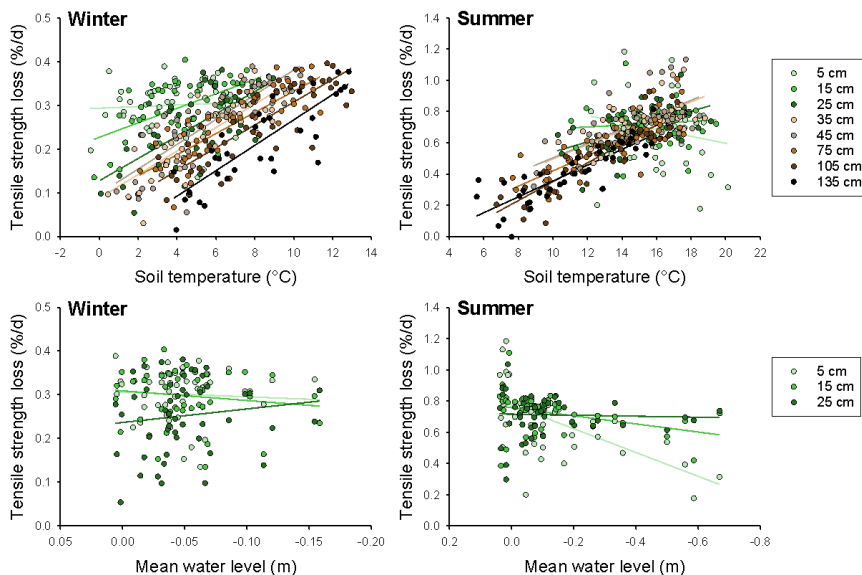 Winter
Tensile strength loss (%/d)
0.5
0.4
0.3
0.2
0.1
0.0
-2 0 2 4 6 8 10 12 14
Soil temperature (°C)
Summer
Tensile strength loss (%/d)
1.4
1.2
1.0
0.8
0.6
0.4
0.2
0.0
4 6 8 10 12 14 16 18 20 22
Soil temperature (°C)
5 cm
15 cm
25 cm
35 cm
45 cm
75 cm
105 cm
135 cm
Winter
Tensile strength loss (%/d)
0.5
0.4
0.3
0.2
0.1
0.0
0.05 0.00 -0.05 -0.10 -0.15 -0.20
Mean water level (m)
Summer
Tensile strength loss (%/d)
1.4
1.2
1.0
0.8
0.6
0.4
0.2
0.0
0.2 0.0 -0.2 -0.4 -0.6 -0.8
Mean water level (m)
5 cm
15 cm
25 cm